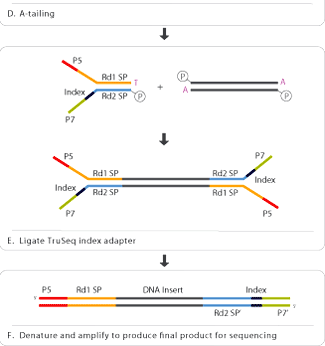 D. A-tailing
P5
Rd1 SP
T
Index
Rd2 SP
P
P7
+
P
A
A
P
P5
P7
Rd1 SP
Rd2 SP
Index
Index
Rd2 SP
Rd1 SP
P7
P5
E. Ligate TruSeq index adapter
P5
Rd1 SP
DNA Insert
Index
Rd2 SP'
P7'
F. Denature and amplify to produce final product for sequencing